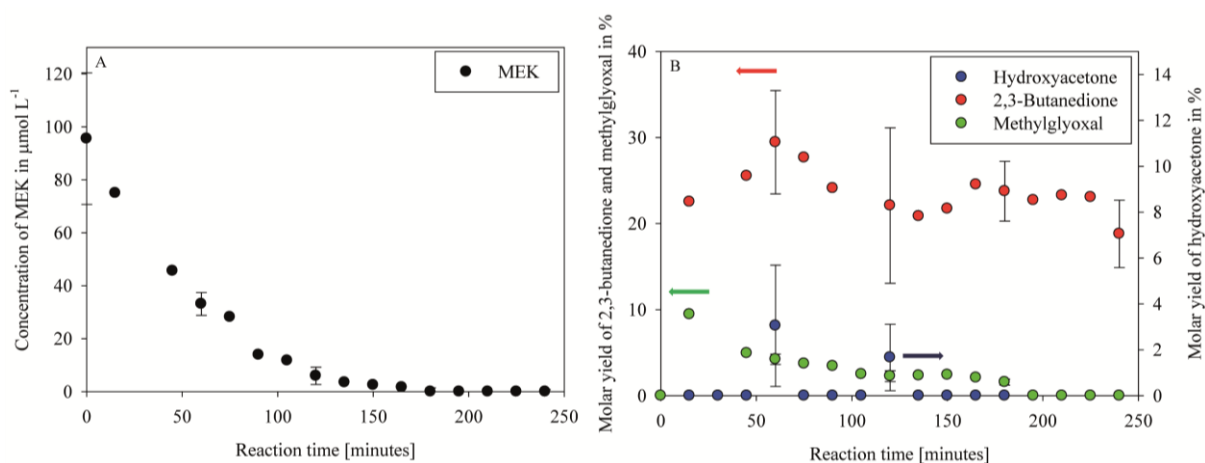 A
MEK
Concentration of MEK in μmol L⁻¹
120
100
80
60
40
20
0
0 50 100 150 200 250
Reaction time [minutes]
B
Hydroxyacetone
2,3-Butanedione
Methylglyoxal
Molar yield of 2,3-butanedione and methylglyoxal in %
40
30
20
10
0
0 50 100 150 200 250
Reaction time [minutes]
14
12
10
8
6
4
2
0
Molar yield of hydroxyacetone in %